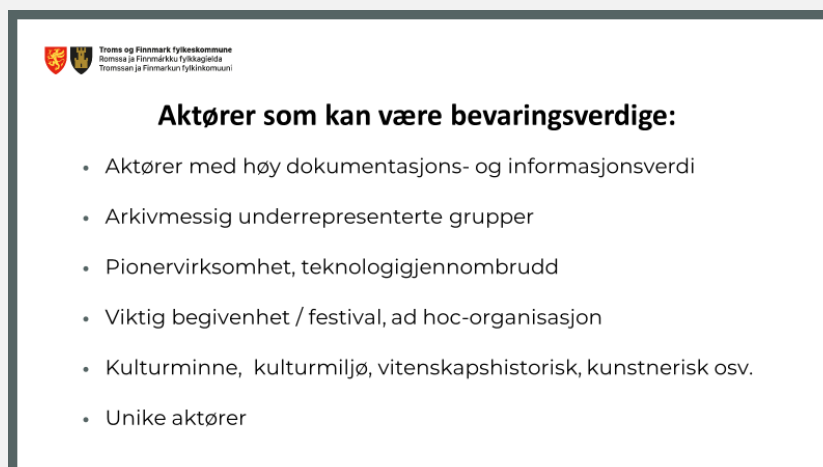 Troms og Finnmark fylkeskommune
Romssa ja Finnmárkku fylkkagielda
Tromssan ja Finmarkun fylkinkomuuni
Aktører som kan være bevaringsverdige:
• Aktører med høy dokumentasjons- og informasjonsverdi
• Arkivmessig underrepresenterte grupper
• Pionervirksomhet, teknologigjennombrudd
• Viktig begivenhet / festival, ad hoc-organisasjon
• Kulturminne,  kulturmiljø, vitenskapshistorisk, kunstnerisk osv.
• Unike aktører